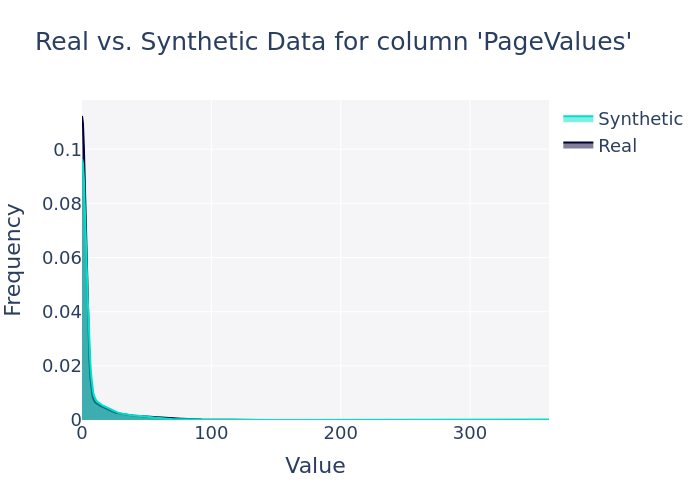 Real vs. Synthetic Data for column 'PageValues'
Synthetic
Real
Frequency
0.1
0.08
0.06
0.04
0.02
0
0 100 200 300
Value